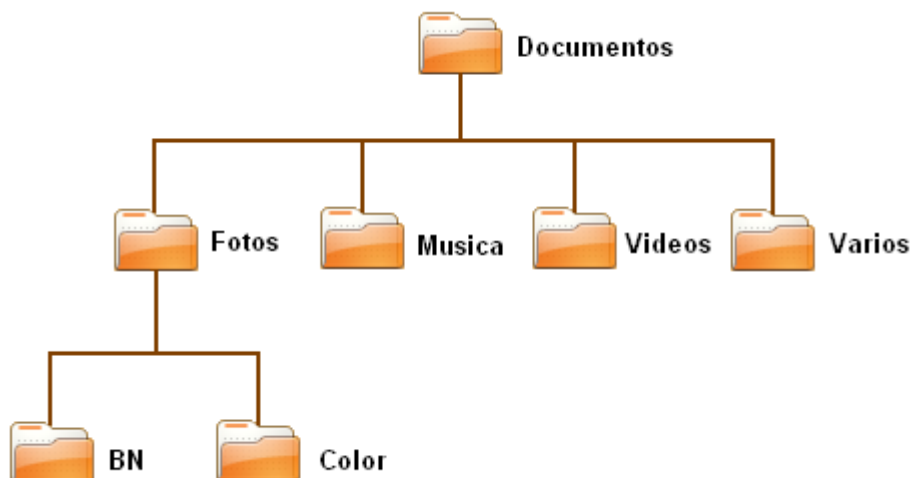 Documentos
Fotos
Musica
Videos
Varios
BN
Color